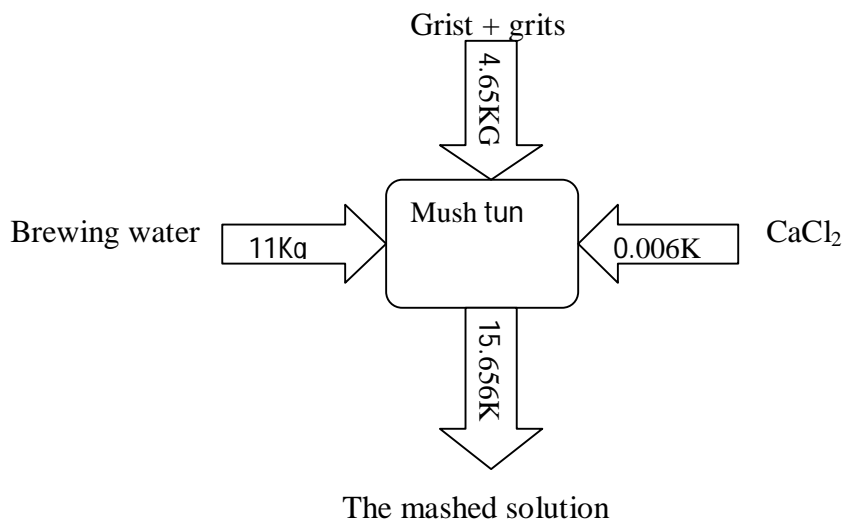 Grist + grits
4.65KG
Mush tun
Brewing water
11Kg
0.006K
CaCl₂
15.656K
The mashed solution